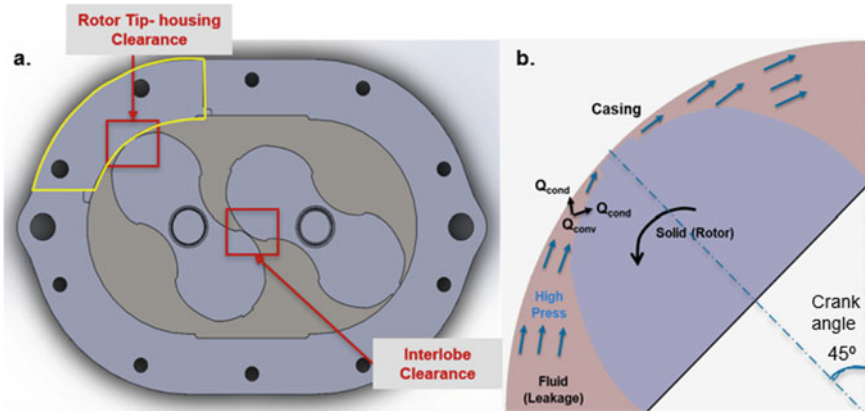 Rotor Tip- housing
Clearance
a.
Interlobe
Clearance
b.
Casing
Qcond
Qcond
Qconv
Solid (Rotor)
High
Press
Fluid
(Leakage)
Crank
angle
45º